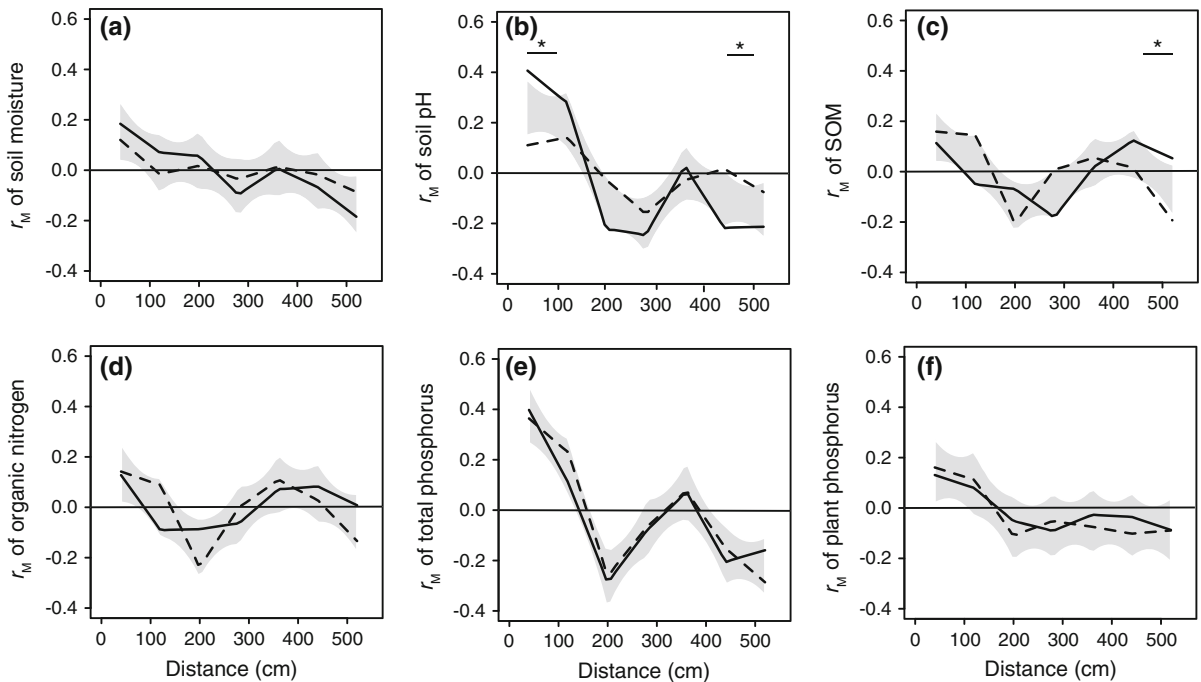 (a)
r_M of soil moisture
0.6
0.4
0.2
0.0
-0.2
-0.4
0 100 200 300 400 500
(b)
* *
r_M of soil pH
0.6
0.4
0.2
0.0
-0.2
-0.4
0 100 200 300 400 500
(c)
*
r_M of SOM
0.6
0.4
0.2
0.0
-0.2
-0.4
0 100 200 300 400 500
(d)
r_M of organic nitrogen
0.6
0.4
0.2
0.0
-0.2
-0.4
0 100 200 300 400 500
Distance (cm)
(e)
r_M of total phosphorus
0.6
0.4
0.2
0.0
-0.2
-0.4
0 100 200 300 400 500
Distance (cm)
(f)
r_M of plant phosphorus
0.6
0.4
0.2
0.0
-0.2
-0.4
0 100 200 300 400 500
Distance (cm)